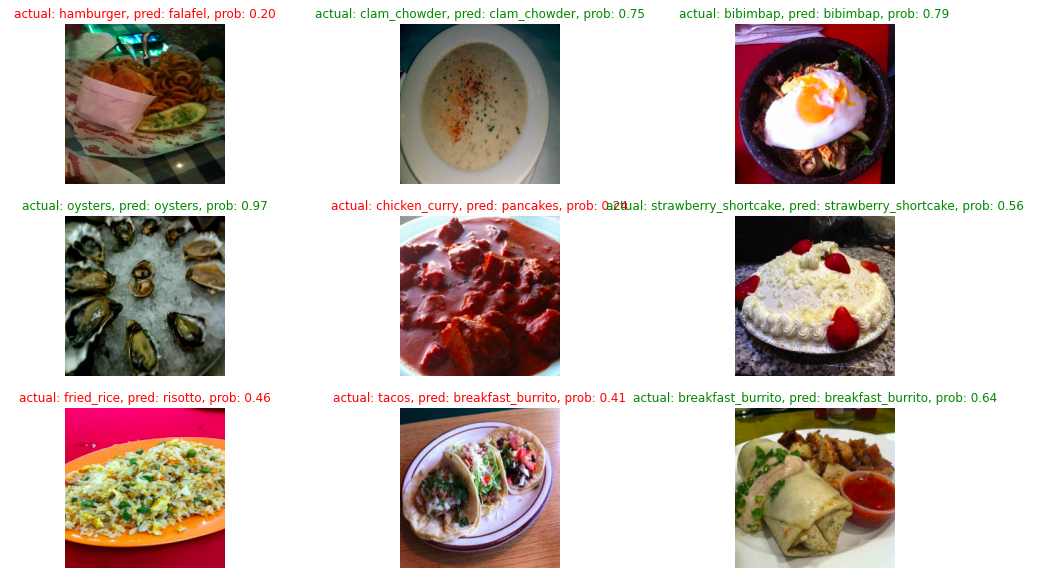 actual: hamburger, pred: falafel, prob: 0.20
actual: clam_chowder, pred: clam_chowder, prob: 0.75
actual: bibimbap, pred: bibimbap, prob: 0.79
actual: oysters, pred: oysters, prob: 0.97
actual: chicken_curry, pred: pancakes, prob: 0.24
actual: strawberry_shortcake, pred: strawberry_shortcake, prob: 0.56
actual: fried_rice, pred: risotto, prob: 0.46
actual: tacos, pred: breakfast_burrito, prob: 0.41
actual: breakfast_burrito, pred: breakfast_burrito, prob: 0.64